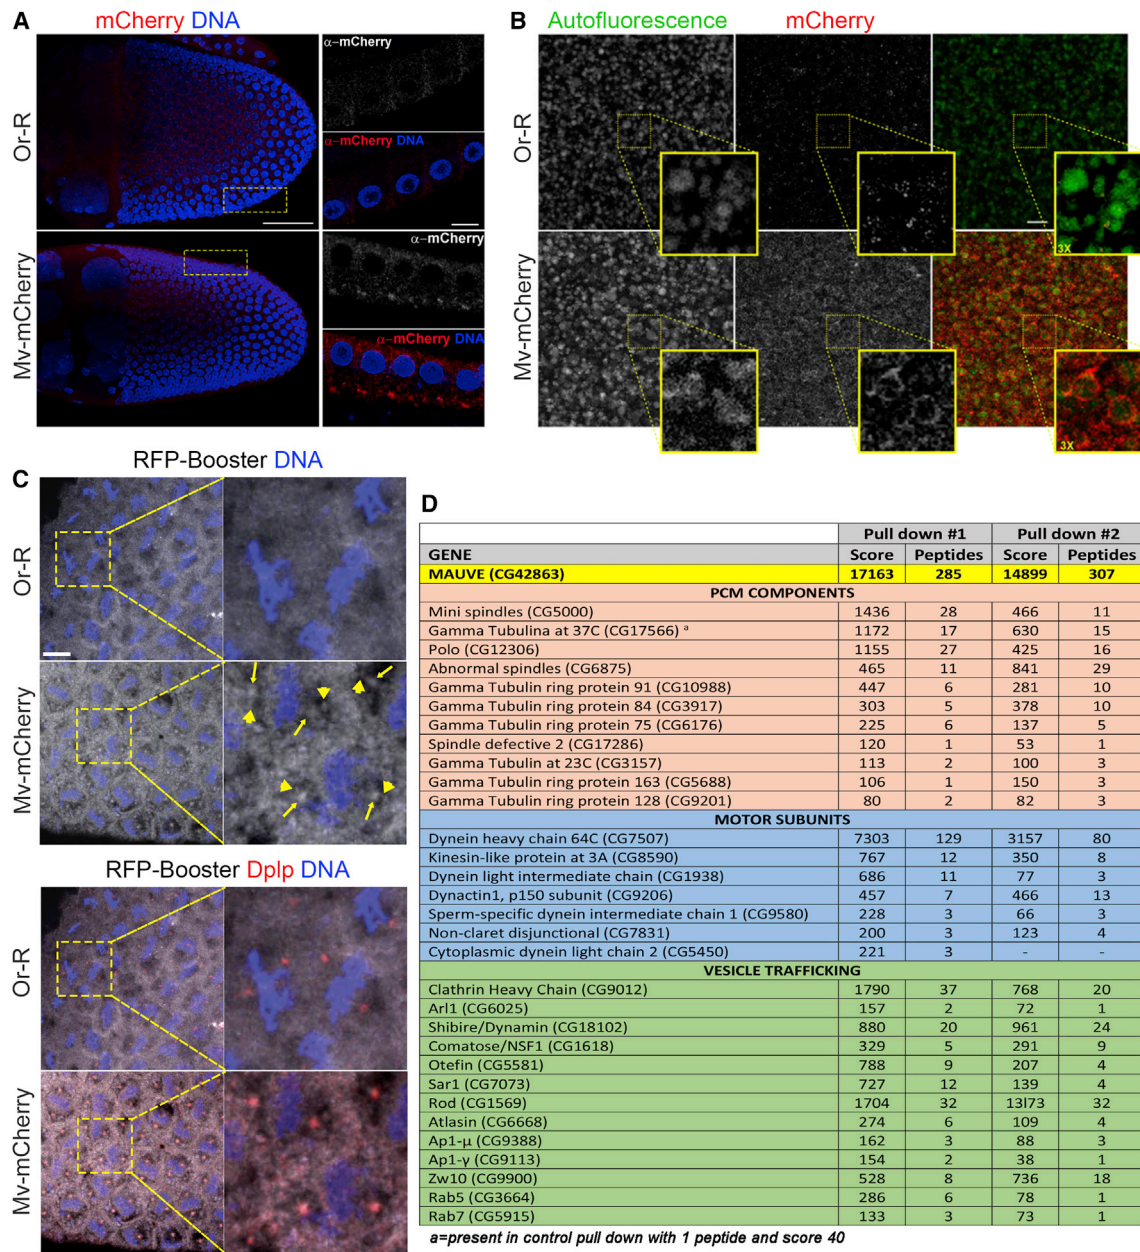 A
mCherry DNA
Or-R
Mv-mCherry
α-mCherry
α-mCherry DNA
α-mCherry
α-mCherry DNA
B
Autofluorescence mCherry
Or-R
Mv-mCherry
3X
3X
C
RFP-Booster DNA
Or-R
Mv-mCherry
RFP-Booster Dplp DNA
Or-R
Mv-mCherry
D
Pull down #1 Pull down #2
GENE Score Peptides Score Peptides
MAUVE (CG42863) 17163 285 14899 307
PCM COMPONENTS
Mini spindles (CG5000) 1436 28 466 11
Gamma Tubulina at 37C (CG17566) a 1172 17 630 15
Polo (CG12306) 1155 27 425 16
Abnormal spindles (CG6875) 465 11 841 29
Gamma Tubulin ring protein 91 (CG10988) 447 6 281 10
Gamma Tubulin ring protein 84 (CG3917) 303 5 378 10
Gamma Tubulin ring protein 75 (CG6176) 225 6 137 5
Spindle defective 2 (CG17286) 120 1 53 1
Gamma Tubulin at 23C (CG3157) 113 2 100 3
Gamma Tubulin ring protein 163 (CG5688) 106 1 150 3
Gamma Tubulin ring protein 128 (CG9201) 80 2 82 3
MOTOR SUBUNITS
Dynein heavy chain 64C (CG7507) 7303 129 3157 80
Kinesin-like protein at 3A (CG8590) 767 12 350 8
Dynein light intermediate chain (CG1938) 686 11 77 3
Dynactin1, p150 subunit (CG9206) 457 7 466 13
Sperm-specific dynein intermediate chain 1 (CG9580) 228 3 66 3
Non-claret disjunctional (CG7831) 200 3 123 4
Cytoplasmic dynein light chain 2 (CG5450) 221 3 - -
VESICLE TRAFFICKING
Clathrin Heavy Chain (CG9012) 1790 37 768 20
Arl1 (CG6025) 157 2 72 1
Shibire/Dynamin (CG18102) 880 20 961 24
Comatose/NSF1 (CG1618) 329 5 291 9
Otefin (CG5581) 788 9 207 4
Sar1 (CG7073) 727 12 139 4
Rod (CG1569) 1704 32 13l73 32
Atlasin (CG6668) 274 6 109 4
Ap1-μ (CG9388) 162 3 88 3
Ap1-γ (CG9113) 154 2 38 1
Zw10 (CG9900) 528 8 736 18
Rab5 (CG3664) 286 6 78 1
Rab7 (CG5915) 133 3 73 1
a=present in control pull down with 1 peptide and score 40